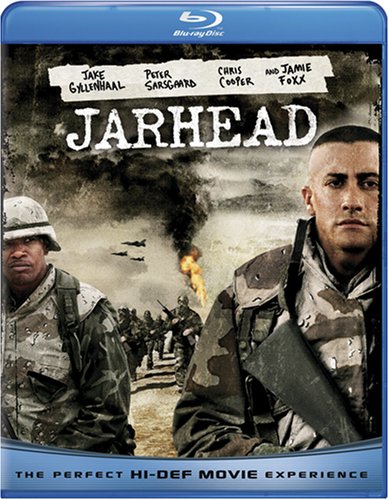 Blu-ray Disc
JAKE GYLLENHAAL PETER SARSGAARD CHRIS COOPER AND JAMIE FOXX
JARHEAD
THE PERFECT HI-DEF MOVIE EXPERIENCE